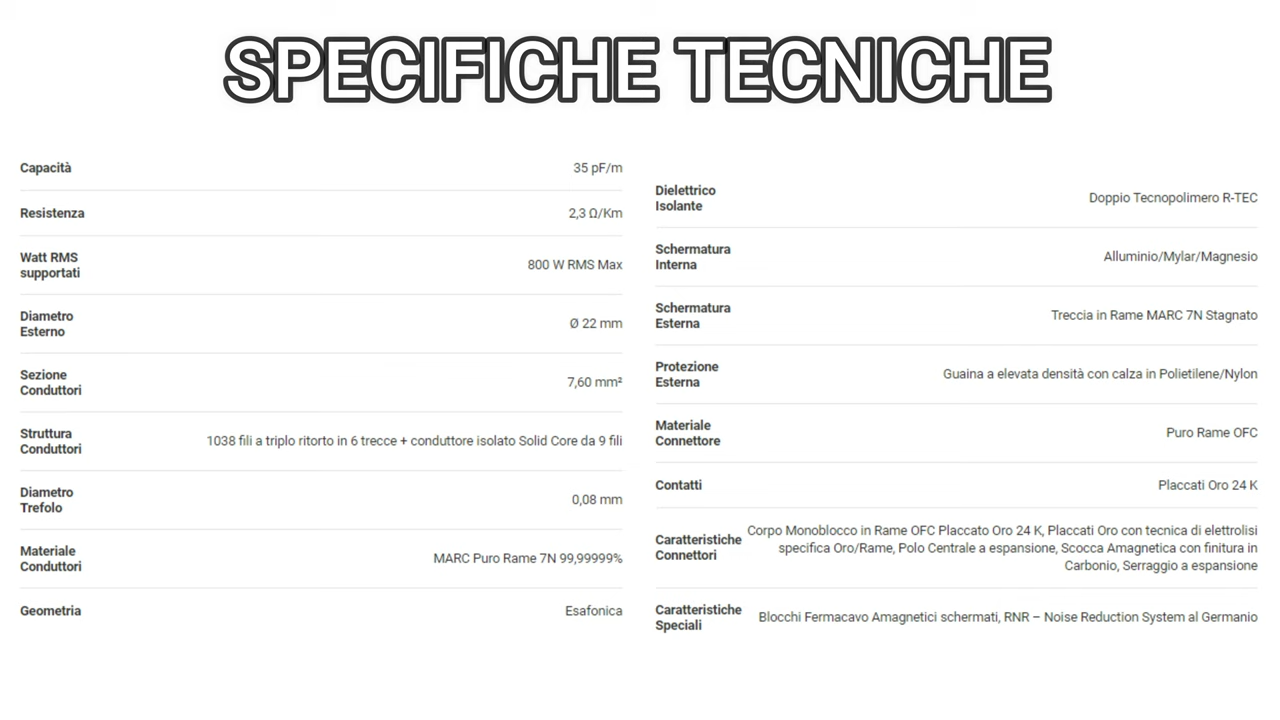 SPECIFICHE TECNICHE
Capacità 35 pF/m
Resistenza 2,3 Ω/Km
Watt RMS
supportati
800 W RMS Max
Diametro
Esterno
Ø 22 mm
Sezione
Conduttori
7,60 mm²
Struttura
Conduttori
1038 fili a triplo ritorto in 6 trecce + conduttore isolato Solid Core da 9 fili
Diametro
Trefolo
0,08 mm
Materiale
Conduttori
MARC Puro Rame 7N 99,99999%
Geometria Esafonica
Dielettrico
Isolante
Doppio Tecnopolimero R-TEC
Schermatura
Interna
Alluminio/Mylar/Magnesio
Schermatura
Esterna
Treccia in Rame MARC 7N Stagnato
Protezione
Esterna
Guaina a elevata densità con calza in Polietilene/Nylon
Materiale
Connettore
Puro Rame OFC
Contatti Placcati Oro 24 K
Caratteristiche
Connettori
Corpo Monoblocco in Rame OFC Placcato Oro 24 K, Placcati Oro con tecnica di elettrolisi
specifica Oro/Rame, Polo Centrale a espansione, Scocca Amagnetica con finitura in
Carbonio, Serraggio a espansione
Caratteristiche
Speciali
Blocchi Fermacavo Amagnetici schermati, RNR – Noise Reduction System al Germanio